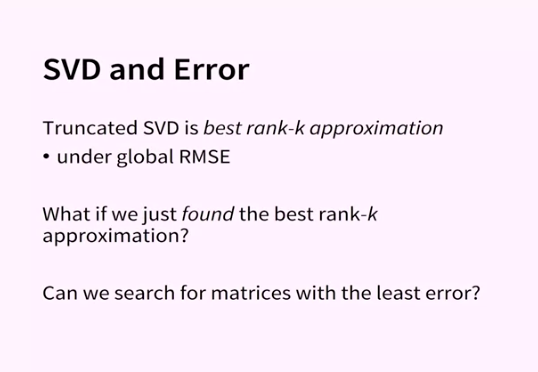 SVD and Error
Truncated SVD is best rank-k approximation
• under global RMSE
What if we just found the best rank-k
approximation?
Can we search for matrices with the least error?